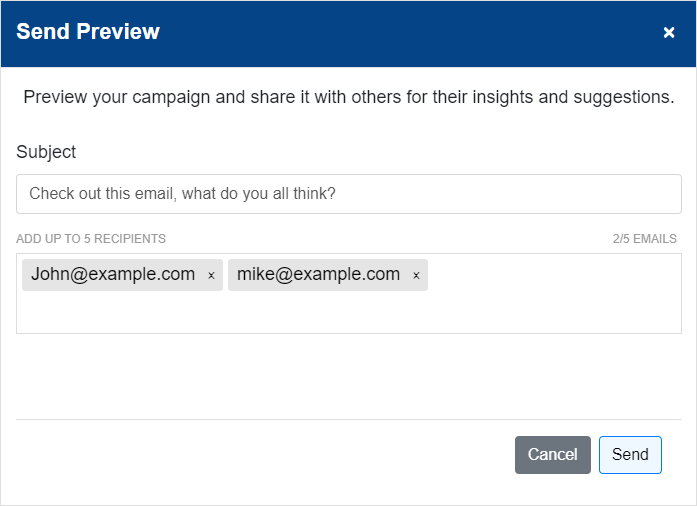 Send Preview ×
Preview your campaign and share it with others for their insights and suggestions.
Subject
Check out this email, what do you all think?
ADD UP TO 5 RECIPIENTS 2/5 EMAILS
John@example.com × mike@example.com ×
Cancel Send